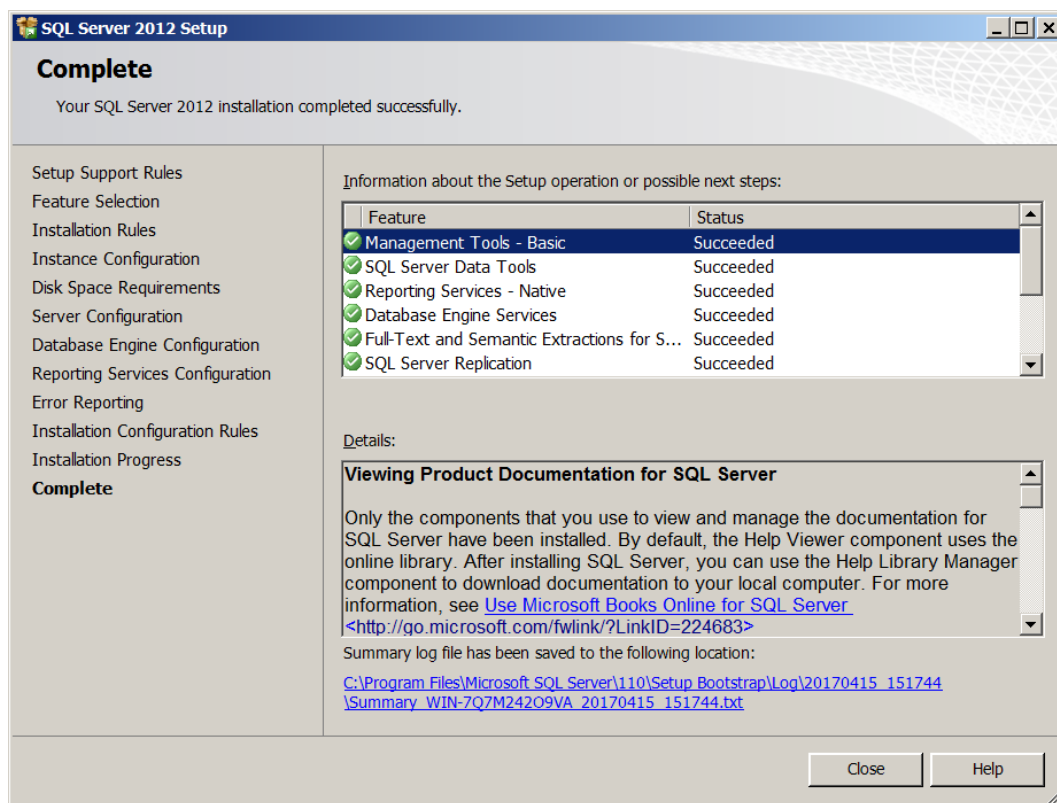 SQL Server 2012 Setup
Complete
Your SQL Server 2012 installation completed successfully.
Setup Support Rules
Feature Selection
Installation Rules
Instance Configuration
Disk Space Requirements
Server Configuration
Database Engine Configuration
Reporting Services Configuration
Error Reporting
Installation Configuration Rules
Installation Progress
Complete
Information about the Setup operation or possible next steps:
Feature Status
Management Tools - Basic Succeeded
SQL Server Data Tools Succeeded
Reporting Services - Native Succeeded
Database Engine Services Succeeded
Full-Text and Semantic Extractions for S... Succeeded
SQL Server Replication Succeeded
Details:
Viewing Product Documentation for SQL Server
Only the components that you use to view and manage the documentation for
SQL Server have been installed. By default, the Help Viewer component uses the
online library. After installing SQL Server, you can use the Help Library Manager
component to download documentation to your local computer. For more
information, see Use Microsoft Books Online for SQL Server
<http://go.microsoft.com/fwlink/?LinkID=224683>
Summary log file has been saved to the following location:
C:\Program Files\Microsoft SQL Server\110\Setup Bootstrap\Log\20170415_151744
\Summary_WIN-7Q7M242O9VA_20170415_151744.txt
Close Help